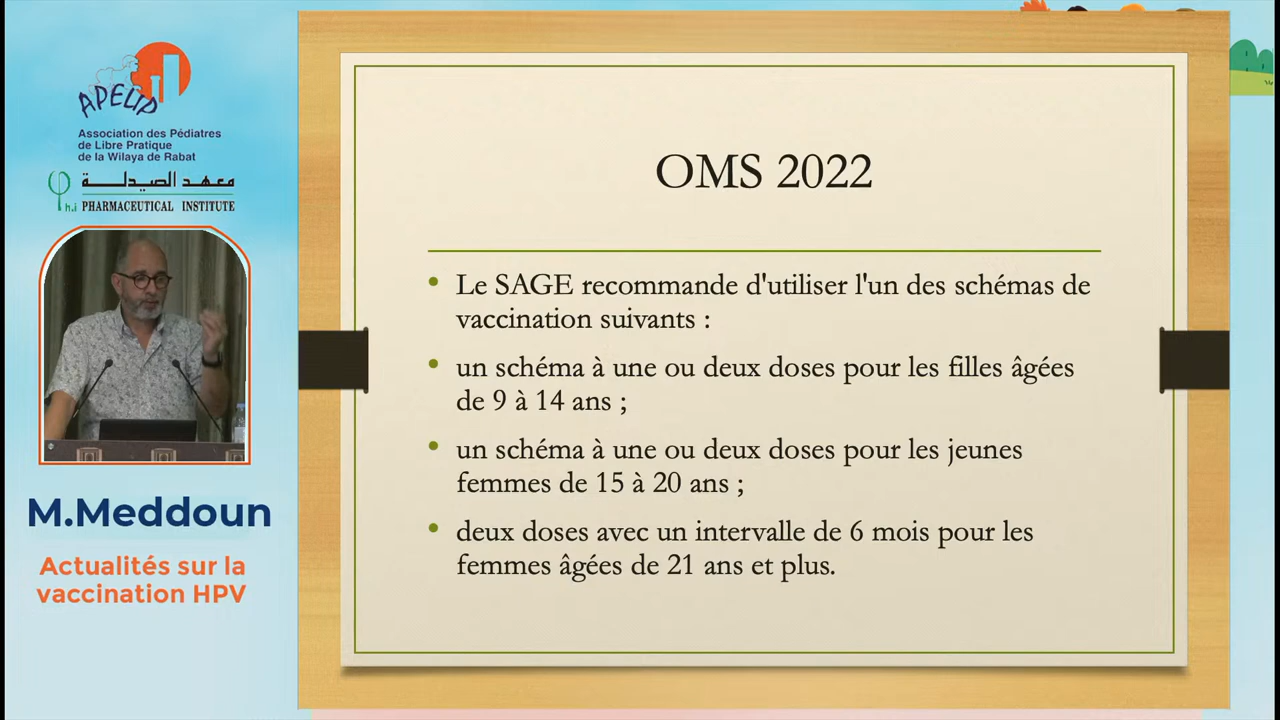 APELIP
Association des Pédiatres
de Libre Pratique
de la Wilaya de Rabat
معهد الصيدلة
h.i PHARMACEUTICAL INSTITUTE
M.Meddoun
Actualités sur la
vaccination HPV
OMS 2022
• Le SAGE recommande d'utiliser l'un des schémas de
vaccination suivants :
• un schéma à une ou deux doses pour les filles âgées
de 9 à 14 ans ;
• un schéma à une ou deux doses pour les jeunes
femmes de 15 à 20 ans ;
• deux doses avec un intervalle de 6 mois pour les
femmes âgées de 21 ans et plus.